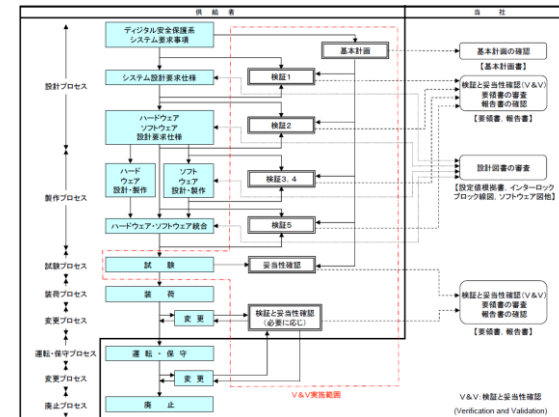 供給者
当社
ディジタル安全保護系
システム要求事項
基本計画
基本計画の確認
【基本計画書】
設計プロセス
システム設計要求仕様
検証1
検証と妥当性確認(V&V)
要領書の審査
報告書の確認
【要領書、報告書】
ハードウェア
ソフトウェア
設計要求仕様
検証2
製作プロセス
ハード
ウェア
設計・製作
ソフト
ウェア
設計・製作
検証3, 4
設計図書の審査
【設定値根拠書、インターロック
ブロック線図、ソフトウェア図他】
ハードウェア・ソフトウェア統合
検証5
試験プロセス
試験
妥当性確認
装荷プロセス
装荷
検証と妥当性確認(V&V)
要領書の審査
報告書の確認
【要領書、報告書】
変更プロセス
変更
検証と妥当性確認
(必要に応じ)
運転・保守プロセス
運転・保守
変更プロセス
変更
V&V実施範囲
廃止プロセス
廃止
V&V:検証と妥当性確認
(Verification and Validation)